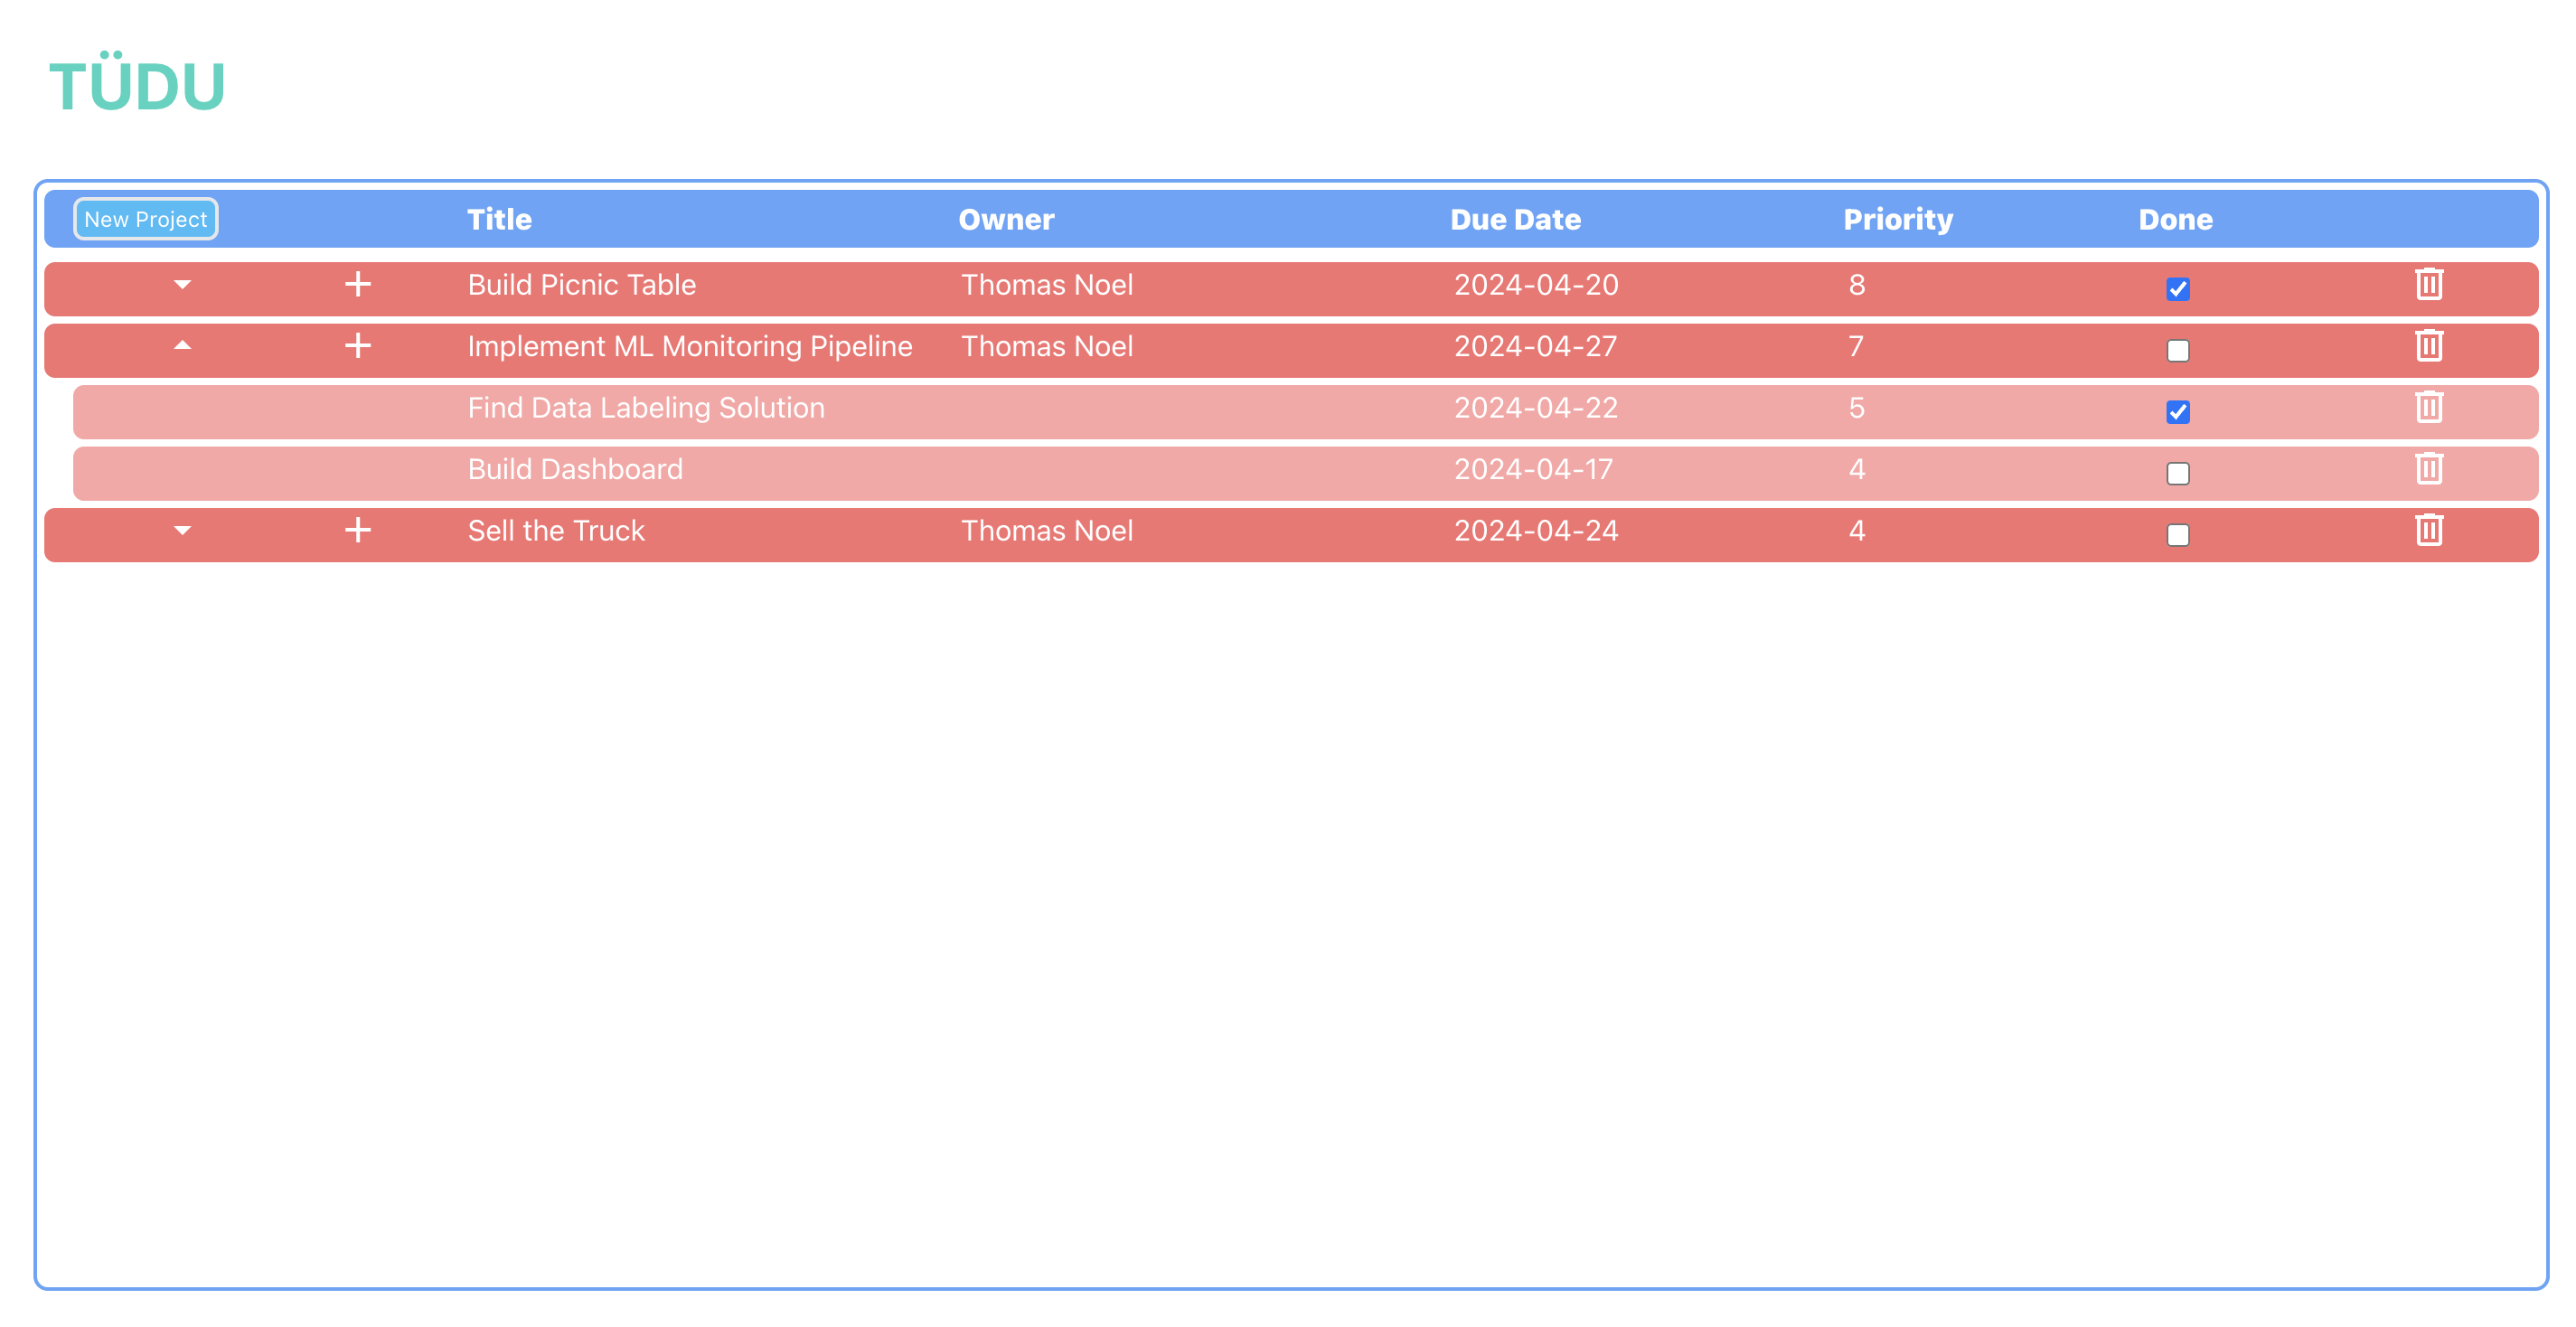 TÜDU
New Project Title Owner Due Date Priority Done
Build Picnic Table Thomas Noel 2024-04-20 8
Implement ML Monitoring Pipeline Thomas Noel 2024-04-27 7
Find Data Labeling Solution 2024-04-22 5
Build Dashboard 2024-04-17 4
Sell the Truck Thomas Noel 2024-04-24 4